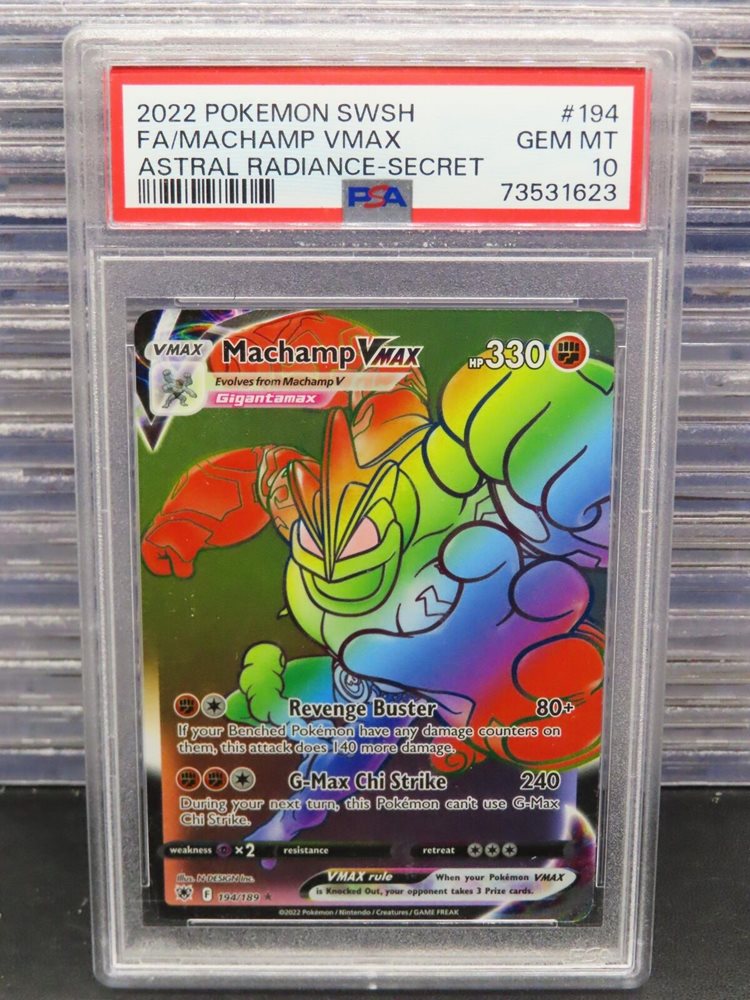 2022 POKEMON SWSH #194
FA/MACHAMP VMAX GEM MT
ASTRAL RADIANCE-SECRET 10
PSA 73531623
VMAX Machamp VMAX HP 330
Evolves from Machamp V
Gigantamax
Revenge Buster 80+
If your Benched Pokémon have any damage counters on
them, this attack does 140 more damage.
G-Max Chi Strike 240
During your next turn, this Pokémon can't use G-Max
Chi Strike.
weakness ×2 resistance retreat
Illus. N-DESIGN Inc.
VMAX rule When your Pokémon VMAX
is Knocked Out, your opponent takes 3 Prize cards.
F 194/189 ★
©2022 Pokémon / Nintendo / Creatures / GAME FREAK